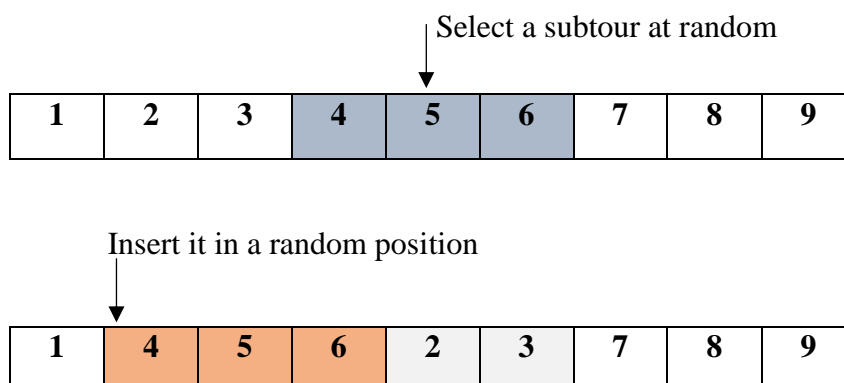 Select a subtour at random
1 2 3 4 5 6 7 8 9
Insert it in a random position
1 4 5 6 2 3 7 8 9